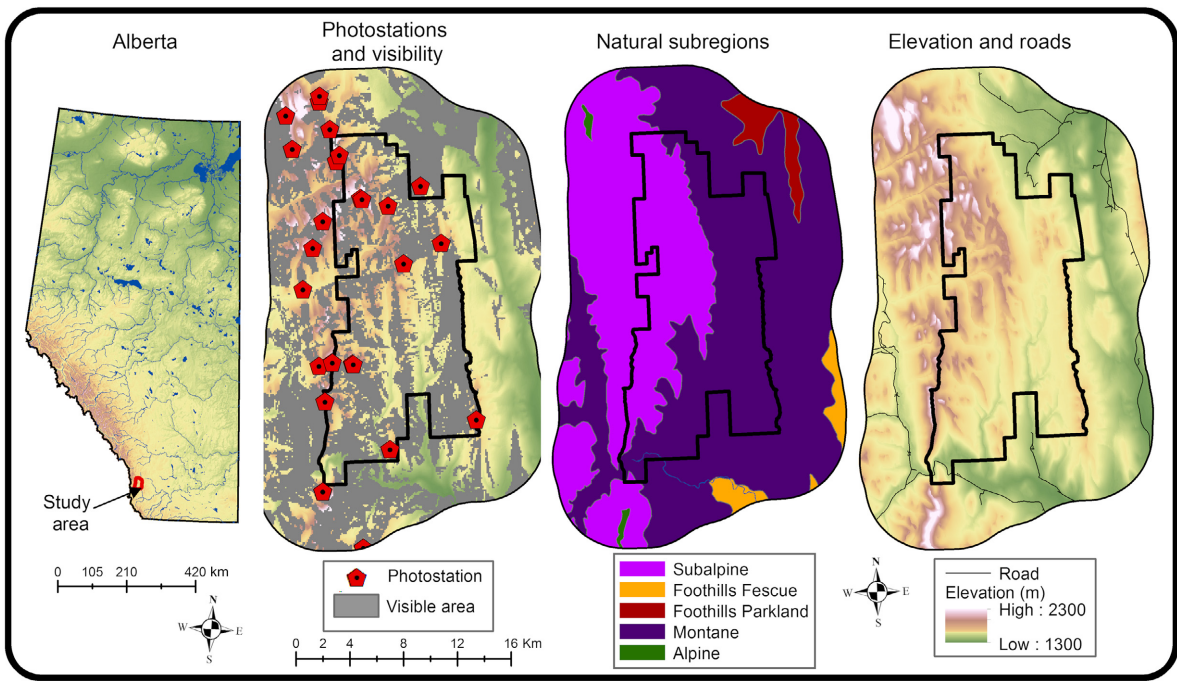 Alberta
Photostations
and visibility
Natural subregions
Elevation and roads
Study
area
0 105 210 420 km
N
W E
S
Photostation
Visible area
0 2 4 8 12 16 Km
Subalpine
Foothills Fescue
Foothills Parkland
Montane
Alpine
N
W E
S
Road
Elevation (m)
High : 2300
Low : 1300